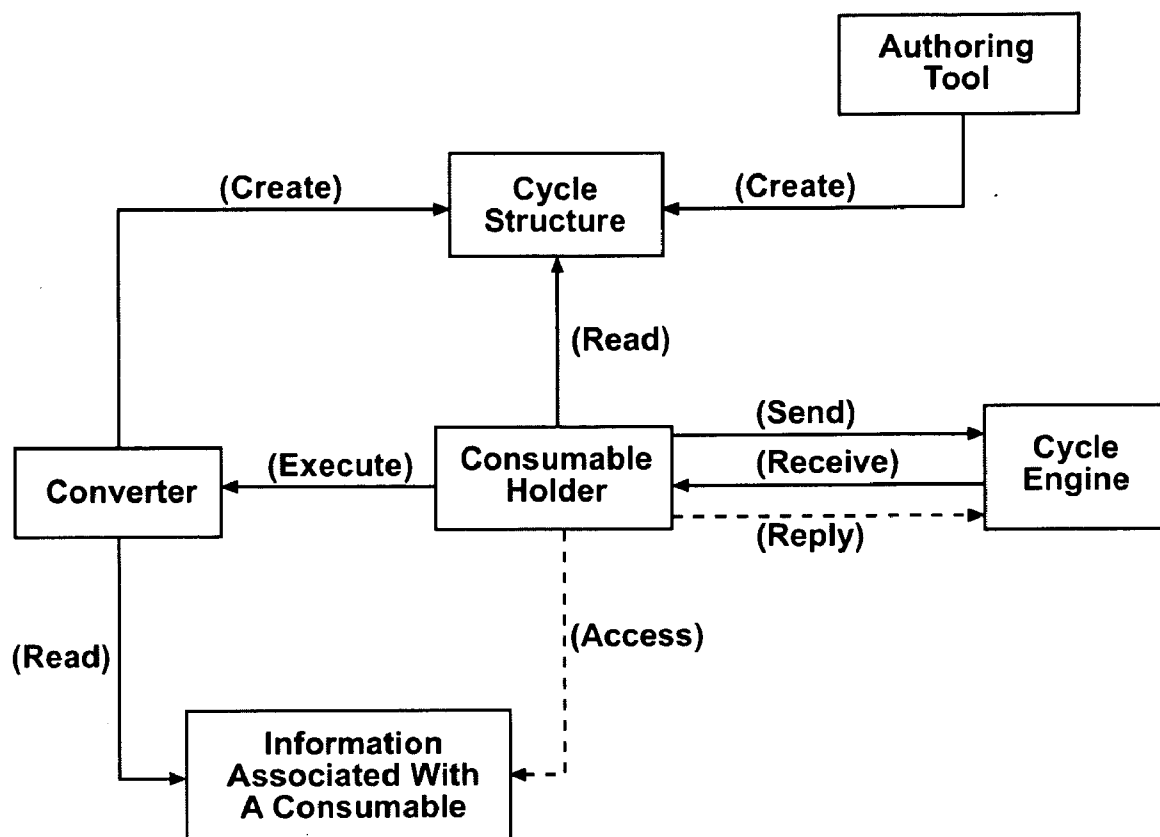 Authoring
Tool
(Create)
Cycle
Structure
(Create)
(Read)
(Send)
Cycle
Engine
(Receive)
(Reply)
Consumable
Holder
(Execute)
Converter
(Access)
(Read)
Information
Associated With
A Consumable